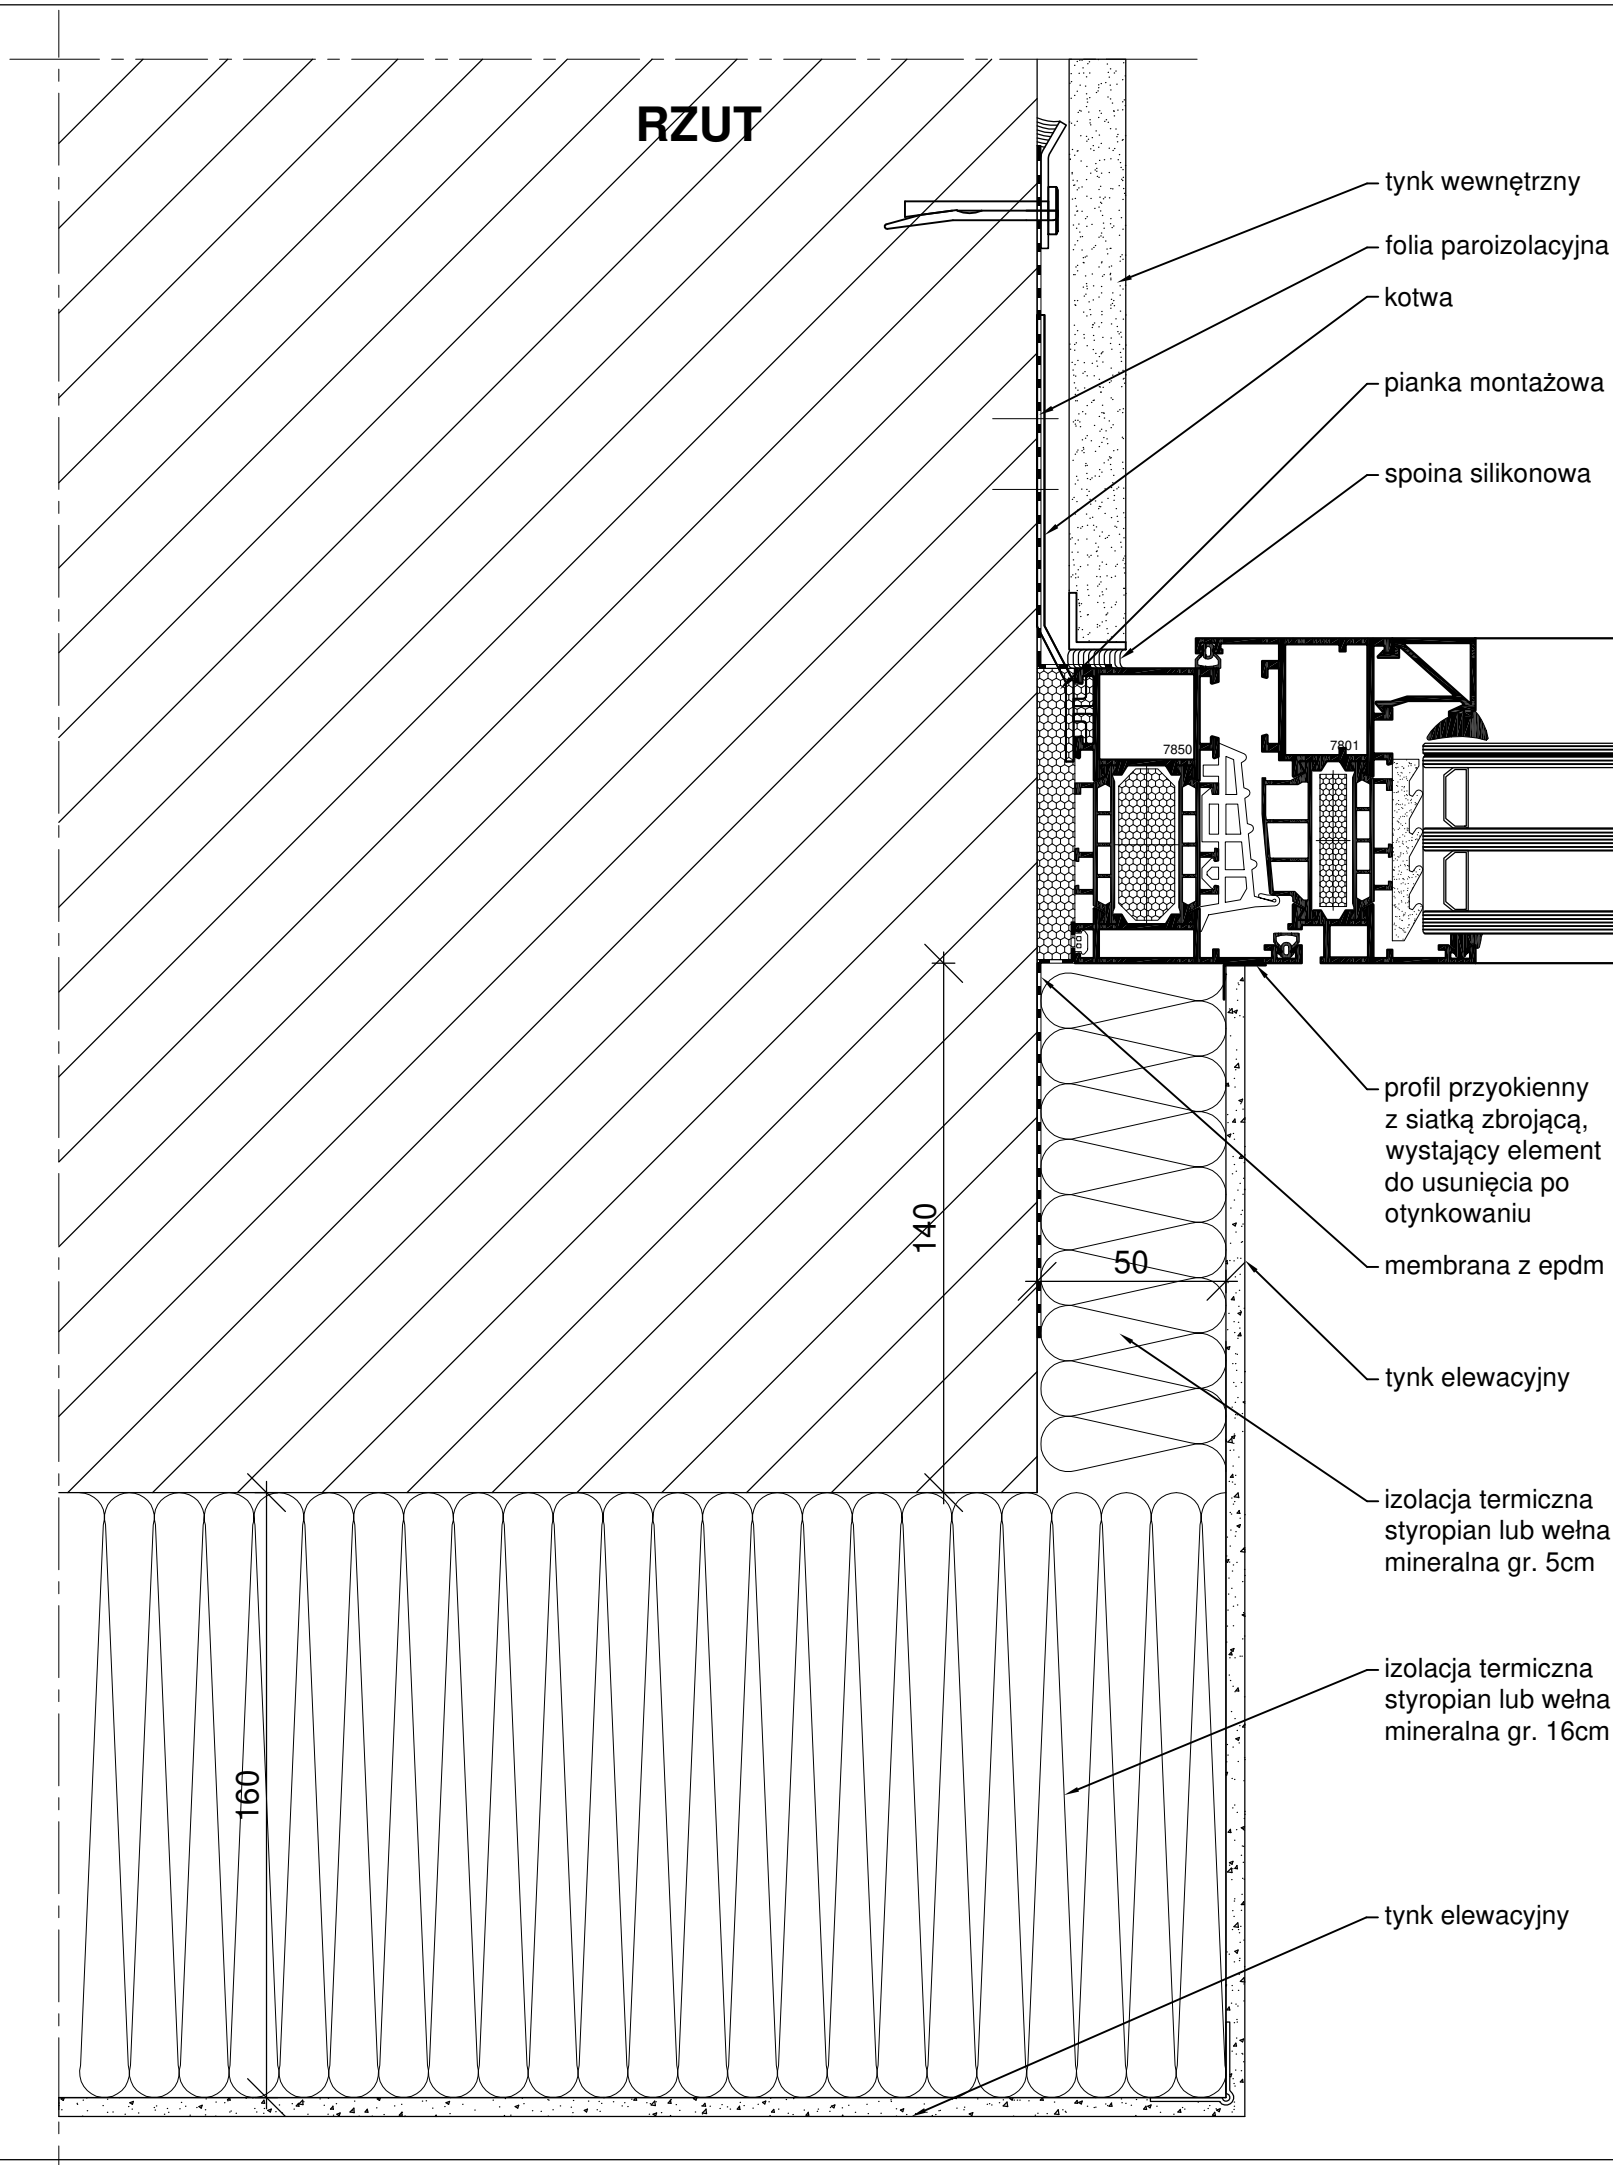 RZUT
tynk wewnętrzny
folia paroizolacyjna
kotwa
pianka montażowa
spoina silikonowa
7850
7801
profil przyokienny
z siatką zbrojącą,
wystający element
do usunięcia po
otynkowaniu
140
50
membrana z epdm
tynk elewacyjny
izolacja termiczna
styropian lub wełna
mineralna gr. 5cm
izolacja termiczna
styropian lub wełna
mineralna gr. 16cm
160
tynk elewacyjny